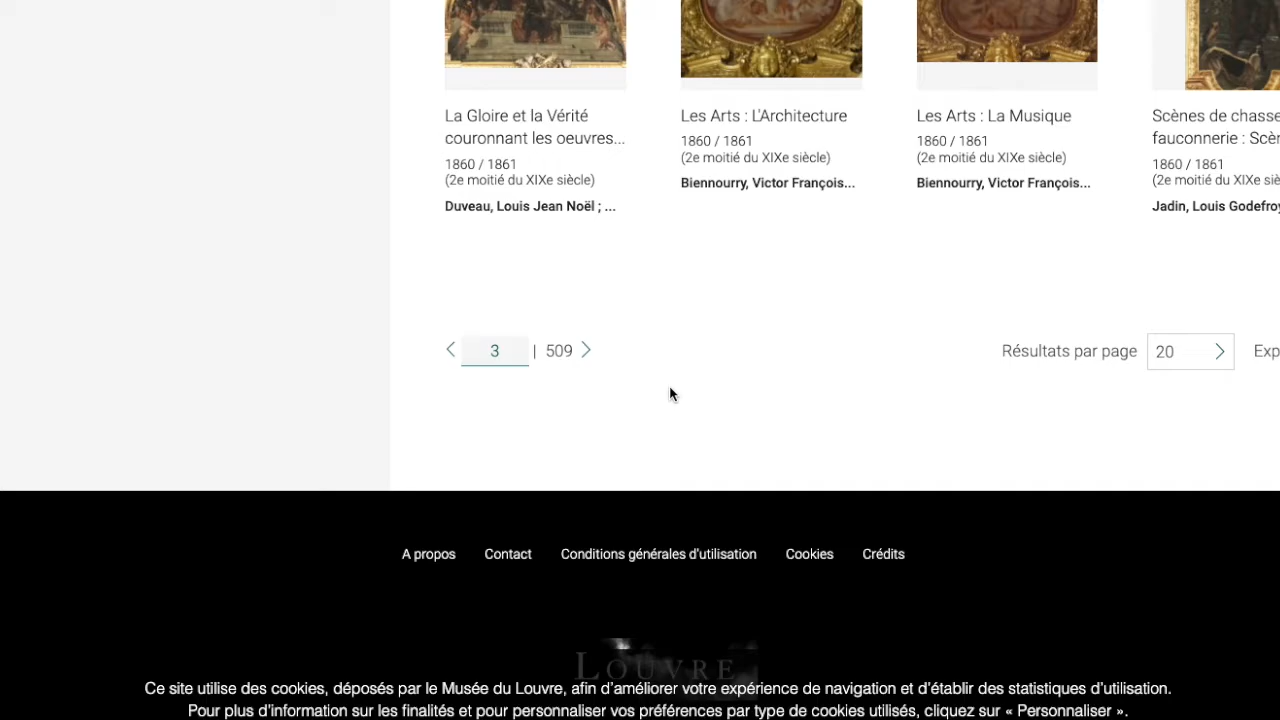 La Gloire et la Vérité
couronnant les oeuvres...
1860 / 1861
(2e moitié du XIXe siècle)
Duveau, Louis Jean Noël ; ...
Les Arts : L'Architecture
1860 / 1861
(2e moitié du XIXe siècle)
Biennourry, Victor François...
Les Arts : La Musique
1860 / 1861
(2e moitié du XIXe siècle)
Biennourry, Victor François...
Scènes de chasse
fauconnerie : Scèn
1860 / 1861
(2e moitié du XIXe siè
Jadin, Louis Godefroy
3 | 509
Résultats par page 20
Exp
A propos Contact Conditions générales d'utilisation Cookies Crédits
LOUVRE
Ce site utilise des cookies, déposés par le Musée du Louvre, afin d'améliorer votre expérience de navigation et d'établir des statistiques d'utilisation.
Pour plus d'information sur les finalités et pour personnaliser vos préférences par type de cookies utilisés, cliquez sur « Personnaliser ».